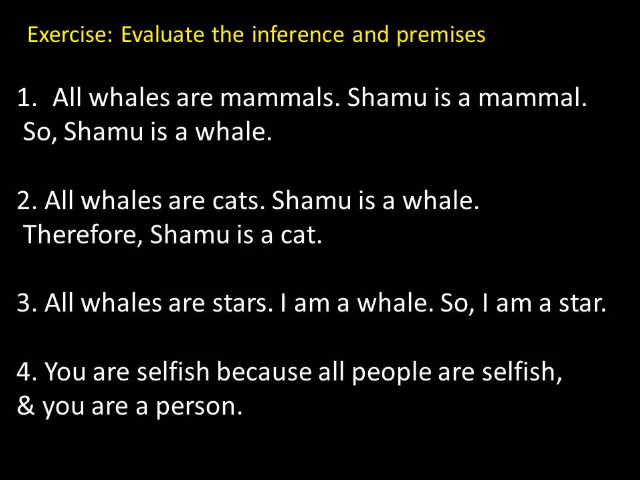 Exercise: Evaluate the inference and premises
1. All whales are mammals. Shamu is a mammal.
So, Shamu is a whale.
2. All whales are cats. Shamu is a whale.
Therefore, Shamu is a cat.
3. All whales are stars. I am a whale. So, I am a star.
4. You are selfish because all people are selfish,
& you are a person.